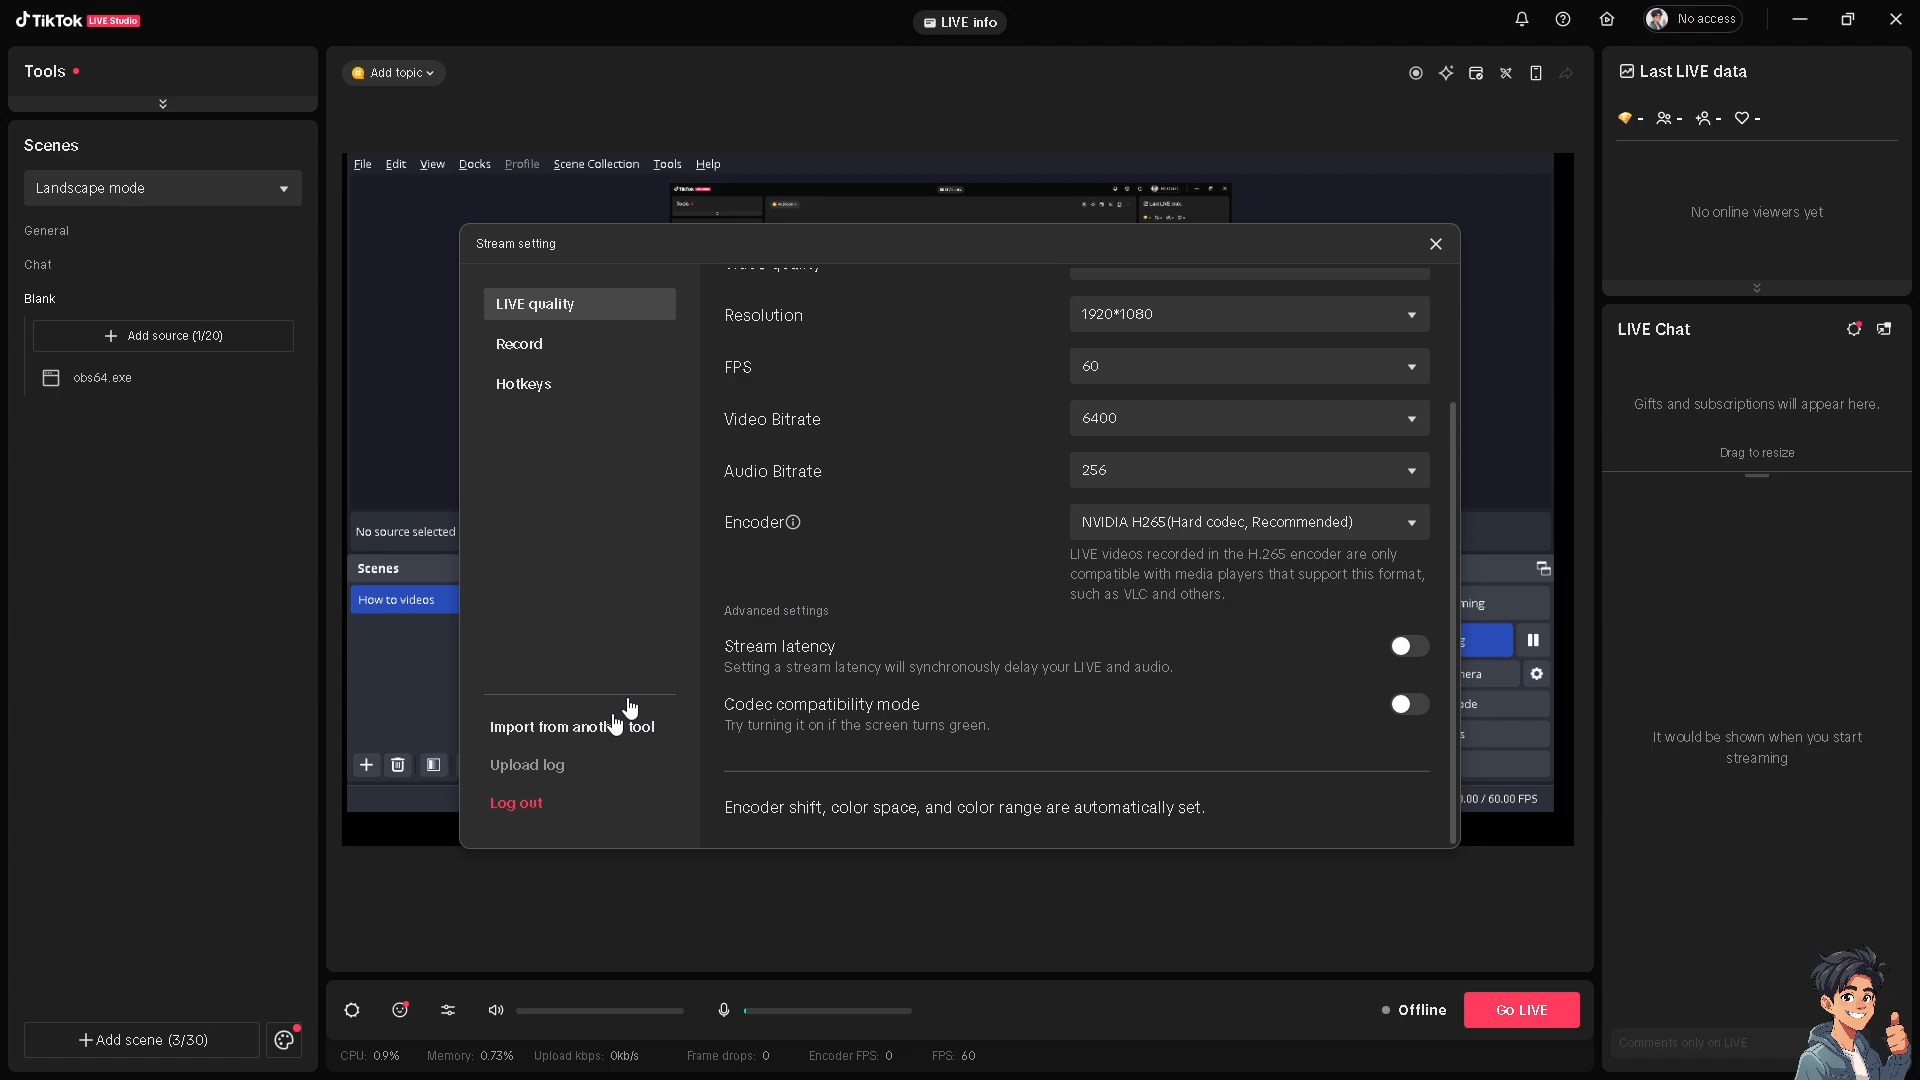 TikTok LIVE Studio
LIVE info
No access
Tools
Scenes
Landscape mode
General
Chat
Blank
Add source (1/20)
obs64.exe
Add scene (3/30)
Add topic
File Edit View Docks Profile Scene Collection Tools Help
No source selected
Scenes
How to videos
Stream setting
LIVE quality
Record
Hotkeys
Import from another tool
Upload log
Log out
Resolution
1920*1080
FPS
60
Video Bitrate
6400
Audio Bitrate
256
Encoder
NVIDIA H265(Hard codec, Recommended)
LIVE videos recorded in the H.265 encoder are only
compatible with media players that support this format,
such as VLC and others.
Advanced settings
Stream latency
Setting a stream latency will synchronously delay your LIVE and audio.
Codec compatibility mode
Try turning it on if the screen turns green.
Encoder shift, color space, and color range are automatically set.
/ 60.00 FPS
Offline
Go LIVE
CPU: 0.9%
Memory: 0.73%
Upload kbps: 0kb/s
Frame drops: 0
Encoder FPS: 0
FPS: 60
Last LIVE data
- - - -
No online viewers yet
LIVE Chat
Gifts and subscriptions will appear here.
Drag to resize
It would be shown when you start
streaming
Comments only on LIVE